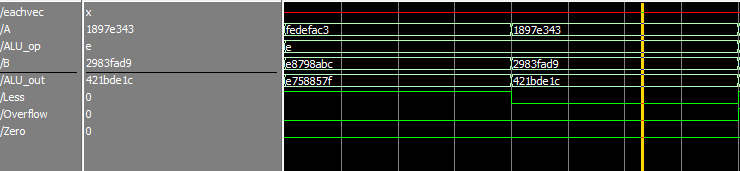 /eachvec x
/A 1897e343 fedefac3 1897e343
/ALU_op e e
/B 2983fad9 e8798abc 2983fad9
/ALU_out 421bde1c e758857f 421bde1c
/Less 0
/Overflow 0
/Zero 0